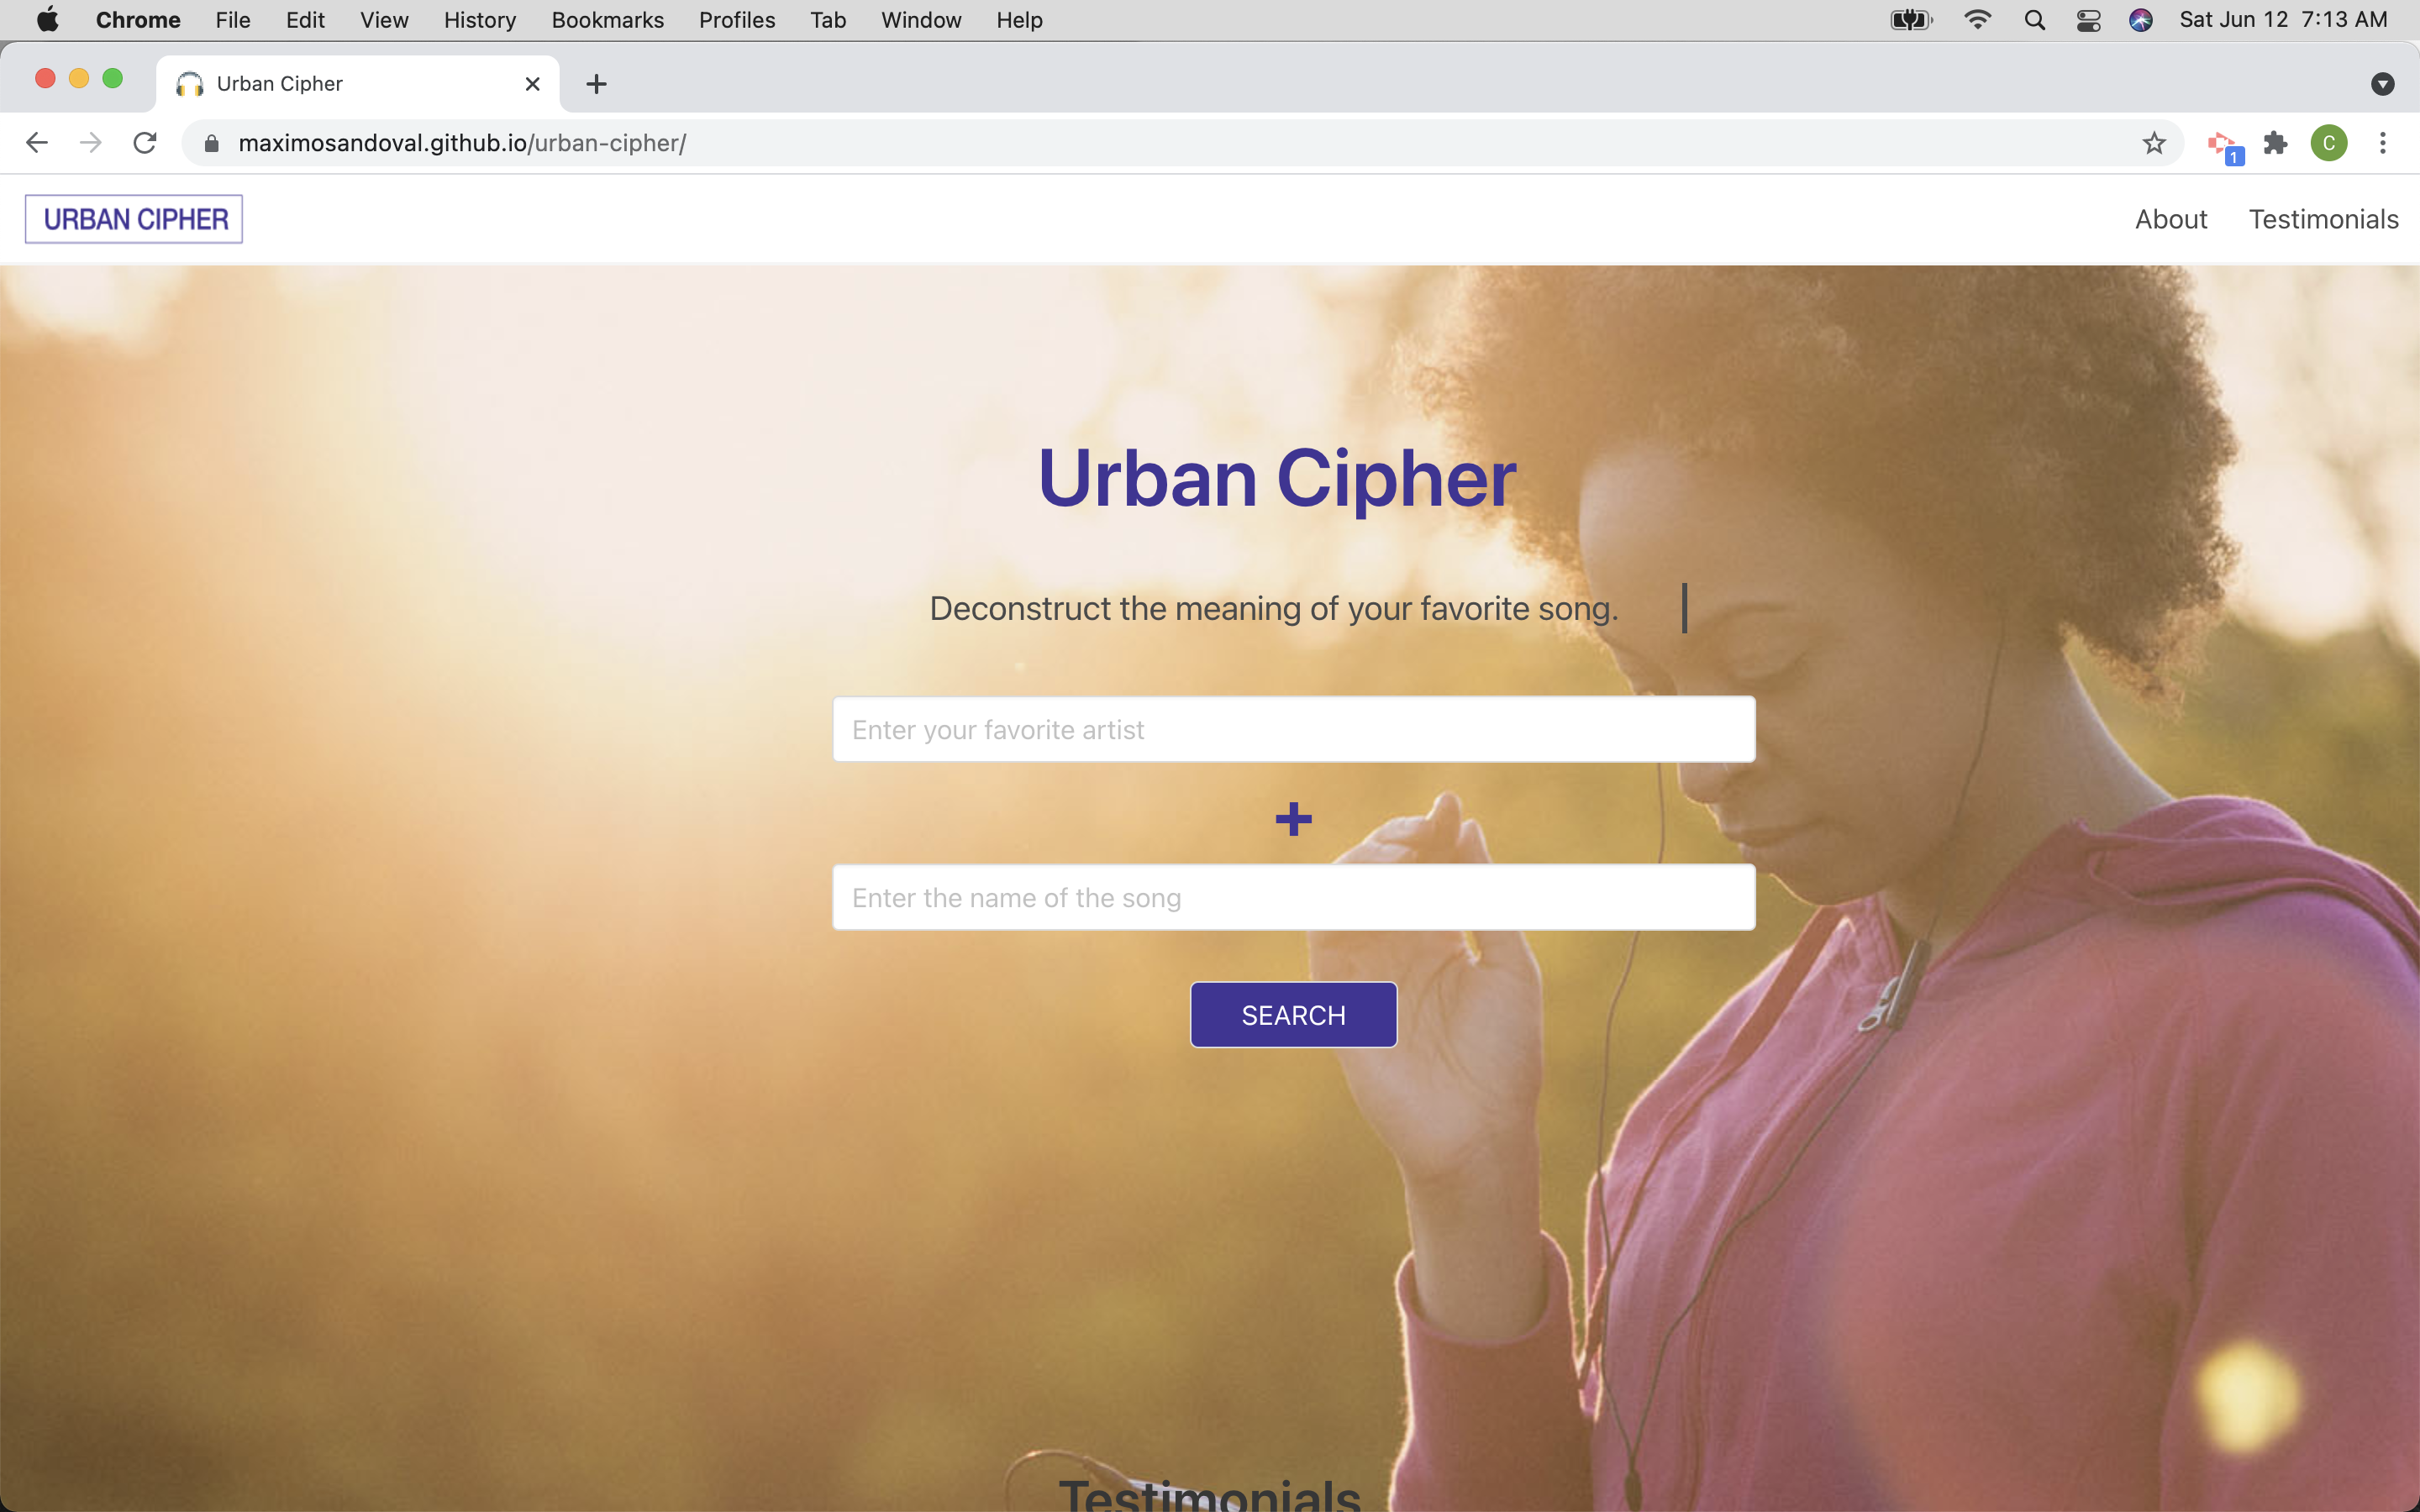 Chrome File Edit View History Bookmarks Profiles Tab Window Help Sat Jun 12 7:13 AM
Urban Cipher
maximosandoval.github.io/urban-cipher/
1
C
URBAN CIPHER About Testimonials
Urban Cipher
Deconstruct the meaning of your favorite song.
Enter your favorite artist
+
Enter the name of the song
SEARCH
Testimonials